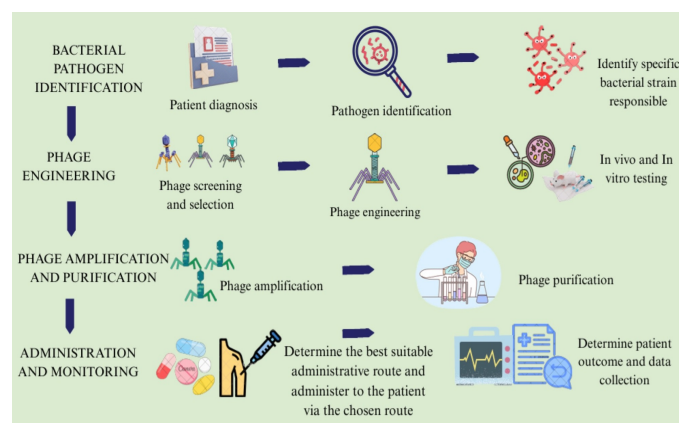 BACTERIAL
PATHOGEN
IDENTIFICATION
Patient diagnosis
Pathogen identification
Identify specific
bacterial strain
responsible
PHAGE
ENGINEERING
Phage screening
and selection
Phage engineering
In vivo and In
vitro testing
PHAGE AMPLIFICATION
AND PURIFICATION
Phage amplification
Phage purification
ADMINISTRATION
AND MONITORING
Determine the best suitable
administrative route and
administer to the patient
via the chosen route
Determine patient
outcome and data
collection